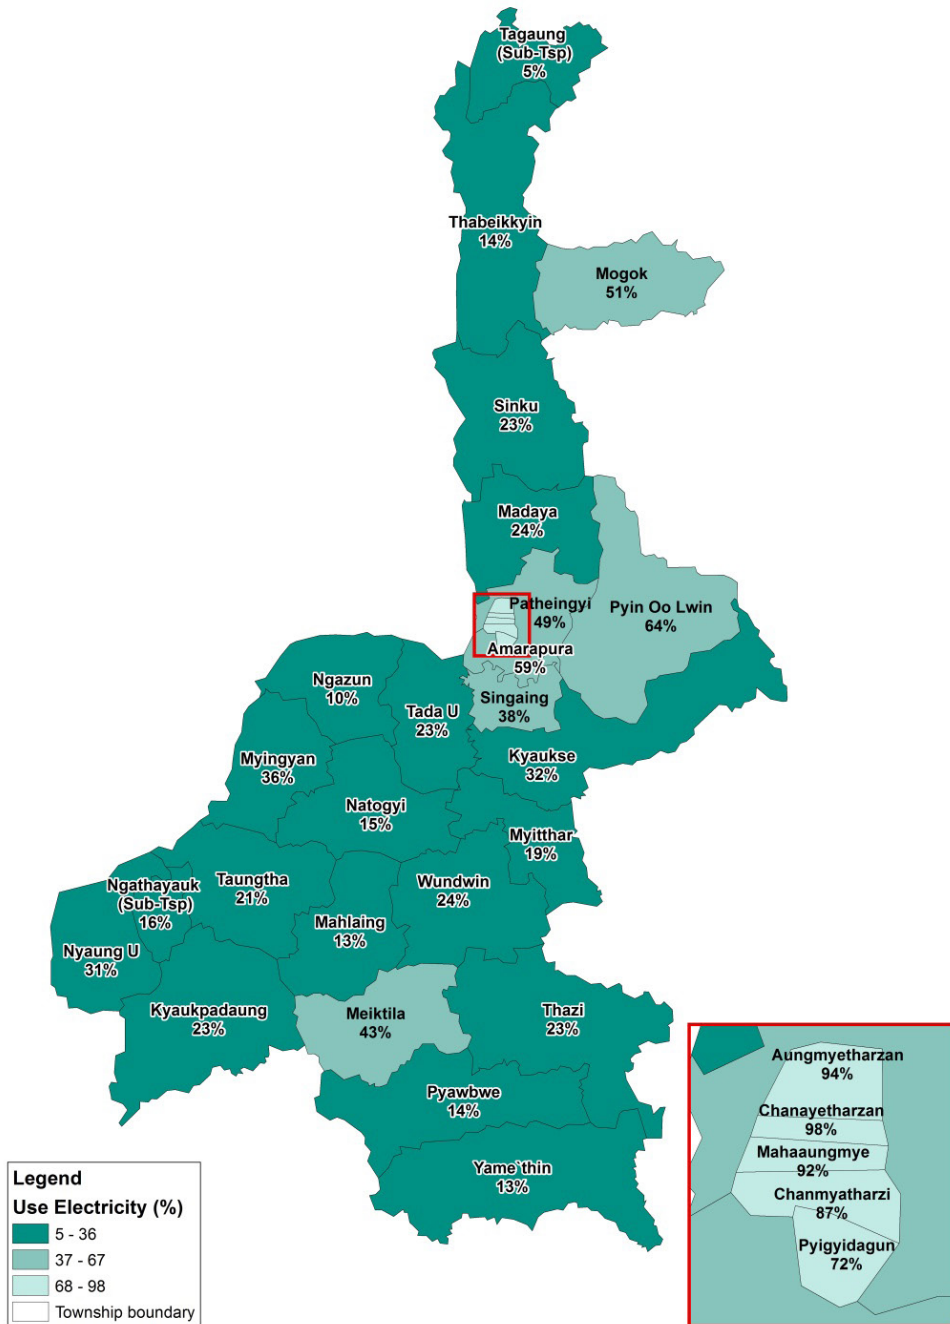 Tagaung
(Sub-Tsp)
5%
Thabeikkyin
14%
Mogok
51%
Sinku
23%
Madaya
24%
Patheingyi
49%
Pyin Oo Lwin
64%
Amarapura
59%
Singaing
38%
Ngazun
10%
Tada U
23%
Kyaukse
32%
Myingyan
36%
Natogyi
15%
Myitthar
19%
Ngathayauk
(Sub-Tsp)
16%
Taungtha
21%
Wundwin
24%
Mahlaing
13%
Nyaung U
31%
Kyaukpadaung
23%
Meiktila
43%
Thazi
23%
Pyawbwe
14%
Yame`thin
13%
Aungmyetharzan
94%
Chanayetharzan
98%
Mahaaungmye
92%
Chanmyatharzi
87%
Pyigyidagun
72%
Legend
Use Electricity (%)
5 - 36
37 - 67
68 - 98
Township boundary